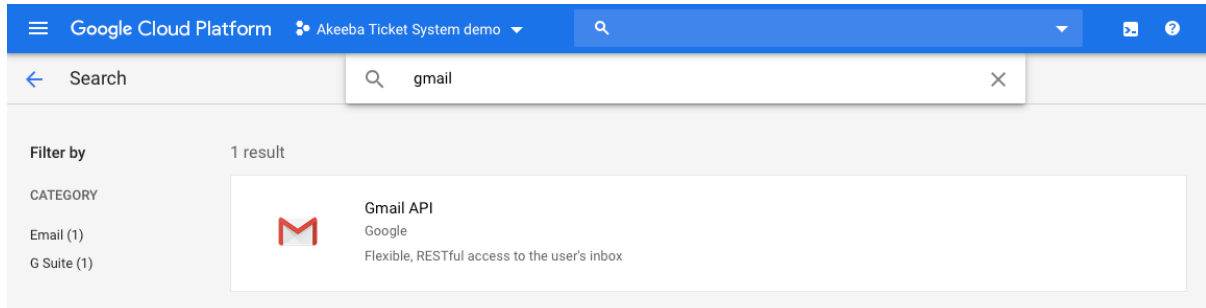 Google Cloud Platform Akeeba Ticket System demo
Search gmail
Filter by 1 result
CATEGORY
Email (1)
G Suite (1)
Gmail API
Google
Flexible, RESTful access to the user's inbox